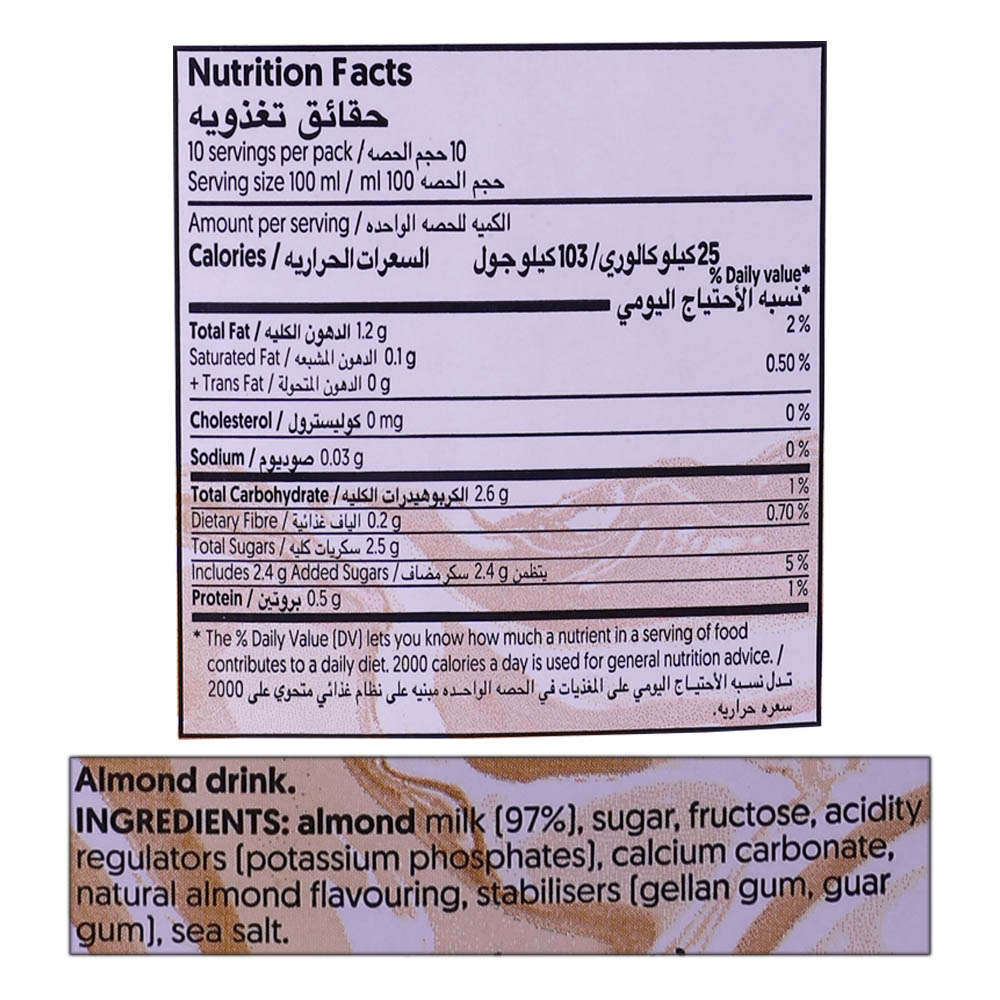 Nutrition Facts
حقائق تغذويه
10 servings per pack / 10 حجم الحصه
Serving size 100 ml / ml 100 حجم الحصه
Amount per serving / الكميه للحصه الواحده
Calories / السعرات الحراريه 25 كيلو كالوري/103 كيلو جول
% Daily value*
نسبه الأحتياج اليومي*
Total Fat / الدهون الكليه 1.2 g 2%
Saturated Fat / الدهون المشبعه 0.1 g 0.50 %
+ Trans Fat / الدهون المتحولة 0 g
Cholesterol / كوليسترول 0 mg 0%
Sodium / صوديوم 0.03 g 0%
Total Carbohydrate / الكربوهيدرات الكليه 2.6 g 1%
Dietary Fibre / الياف غذائية 0.2 g 0.70 %
Total Sugars / سكريات كليه 2.5 g
Includes 2.4 g Added Sugars / يتظمن 2.4 g سكر مضاف 5%
Protein / بروتين 0.5 g 1%
* The % Daily Value (DV) lets you know how much a nutrient in a serving of food
contributes to a daily diet. 2000 calories a day is used for general nutrition advice. /
تدل نسبه الأحتياج اليومي على المغذيات في الحصه الواحده مبنيه على نظام غذائي متحوي على 2000
سعره حراريه.
Almond drink.
INGREDIENTS: almond milk (97%), sugar, fructose, acidity
regulators (potassium phosphates), calcium carbonate,
natural almond flavouring, stabilisers (gellan gum, guar
gum), sea salt.